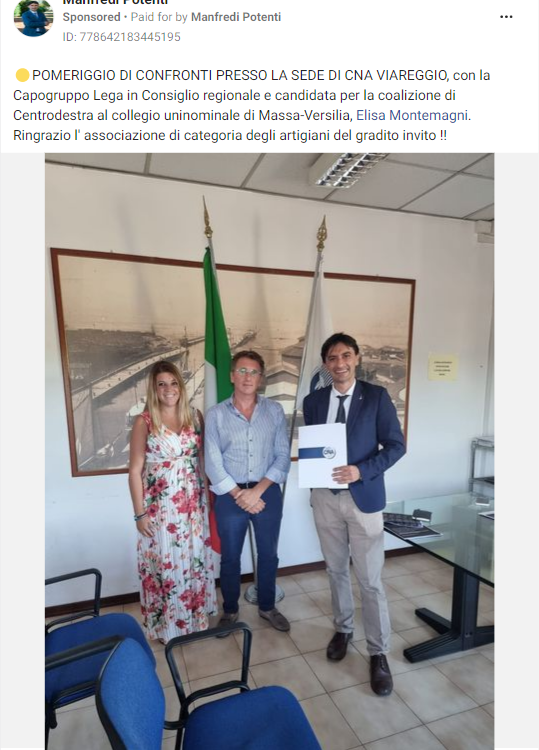 Manfredi Potenti
Sponsored • Paid for by Manfredi Potenti
ID: 778642183445195
POMERIGGIO DI CONFRONTI PRESSO LA SEDE DI CNA VIAREGGIO, con la
Capogruppo Lega in Consiglio regionale e candidata per la coalizione di
Centrodestra al collegio uninominale di Massa-Versilia, Elisa Montemagni.
Ringrazio l' associazione di categoria degli artigiani del gradito invito !!
CNA